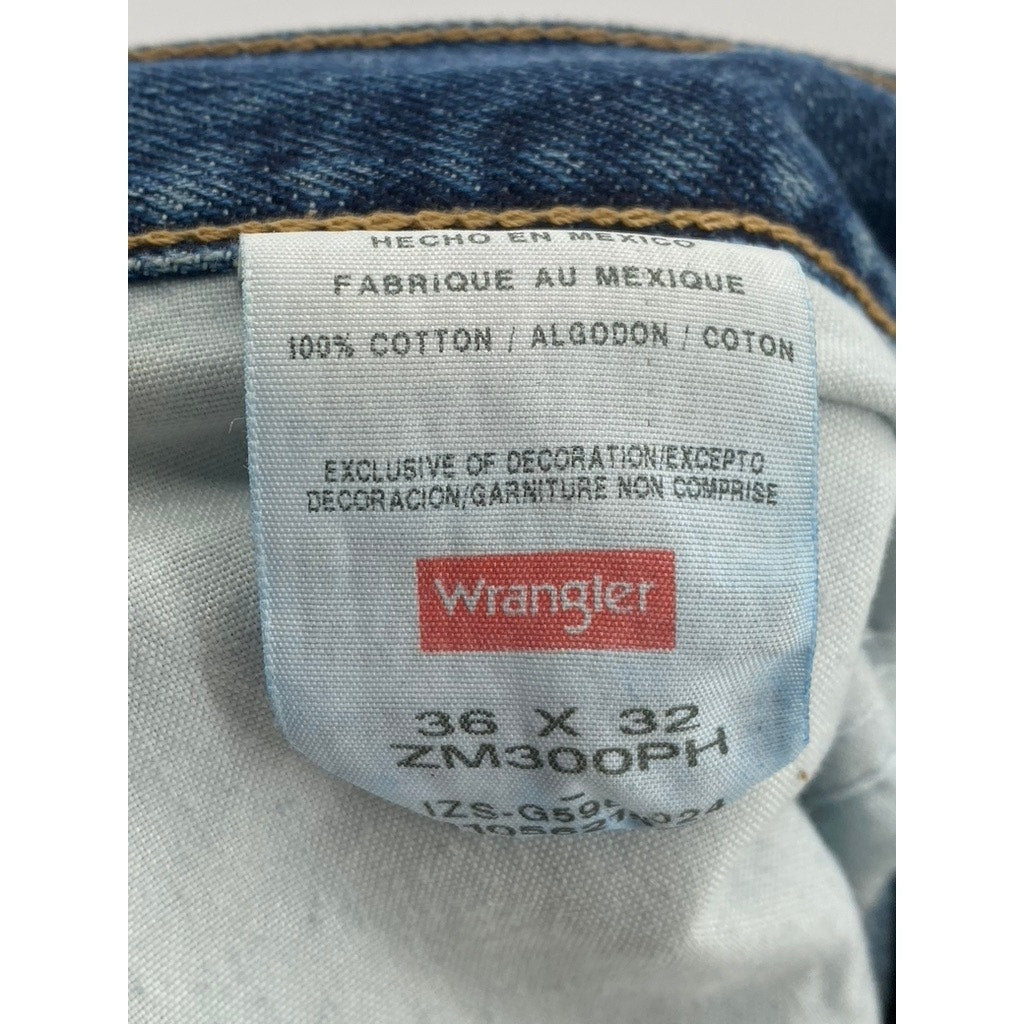 HECHO EN MEXICO
FABRIQUE AU MEXIQUE
100% COTTON / ALGODON / COTON
EXCLUSIVE OF DECORATION/EXCEPTO
DECORACION/GARNITURE NON COMPRISE
Wrangler
36 X 32
ZM300PH